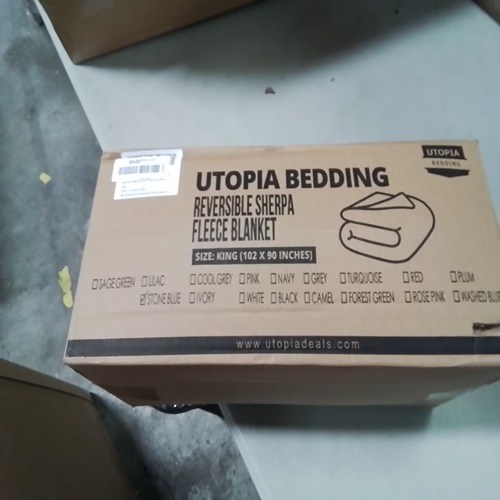 UTOPIA
BEDDING
UTOPIA BEDDING
REVERSIBLE SHERPA
FLEECE BLANKET
SIZE: KING (102 X 90 INCHES)
SAGE GREEN LILAC COOL GREY PINK NAVY GREY TURQUOISE RED PLUM
STONE BLUE IVORY WHITE BLACK CAMEL FOREST GREEN ROSE PINK WASHED BLUE
www.utopiadeals.com